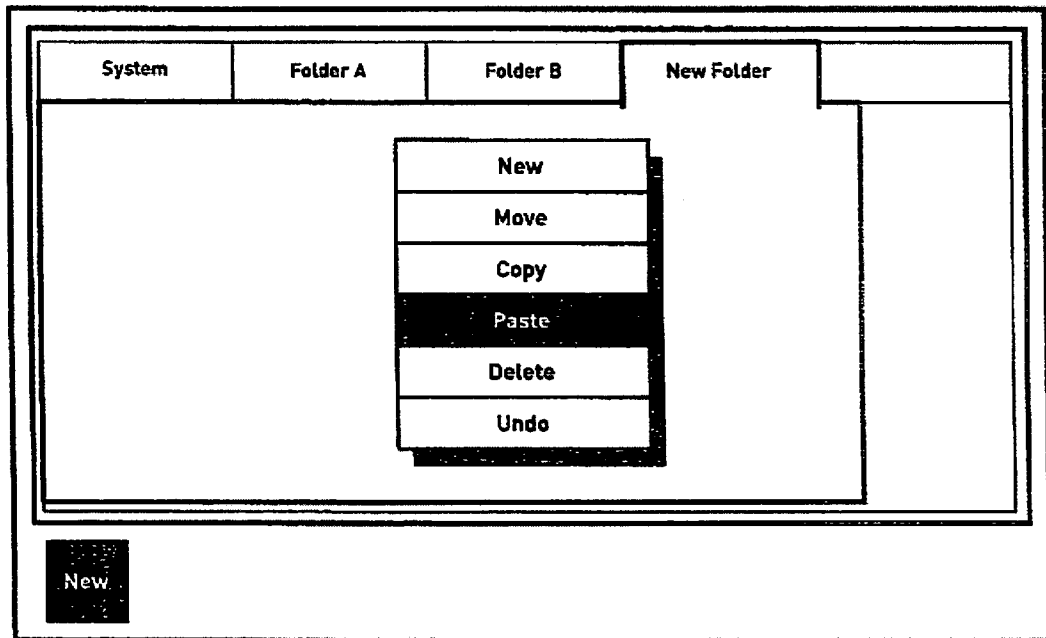 System Folder A Folder B New Folder
New
Move
Copy
Paste
Delete
Undo
New